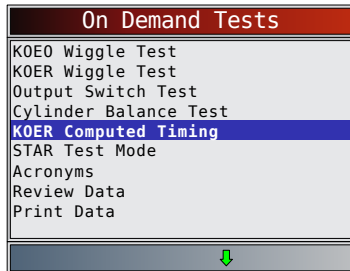 On Demand Tests
KOEO Wiggle Test
KOER Wiggle Test
Output Switch Test
Cylinder Balance Test
KOER Computed Timing
STAR Test Mode
Acronyms
Review Data
Print Data